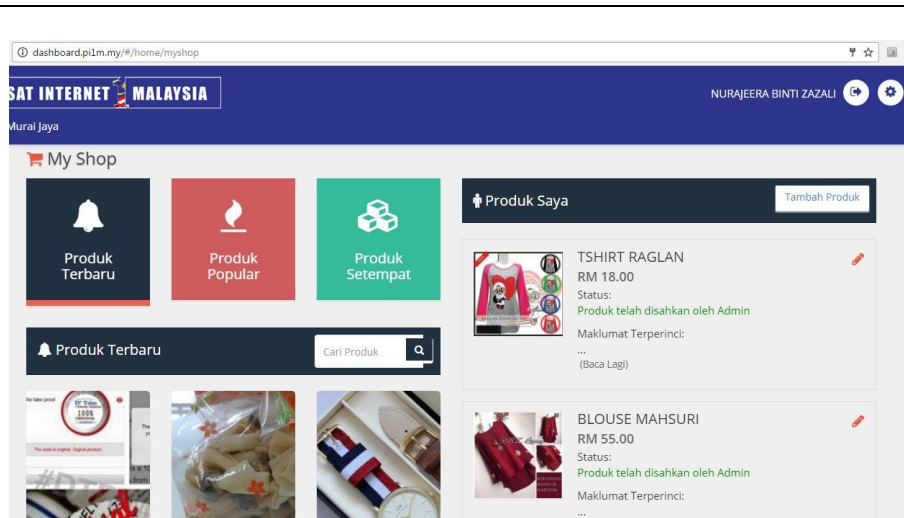 dashboard.pi1m.my/#/home/myshop
SAT INTERNET 1 MALAYSIA
NURAJEERA BINTI ZAZALI
Murai Jaya
My Shop
Produk
Terbaru
Produk
Popular
Produk
Setempat
Produk Terbaru
Cari Produk
Produk Saya
Tambah Produk
TSHIRT RAGLAN
RM 18.00
Status:
Produk telah disahkan oleh Admin
Maklumat Terperinci:
...
(Baca Lagi)
BLOUSE MAHSURI
RM 55.00
Status:
Produk telah disahkan oleh Admin
Maklumat Terperinci:
...
100%